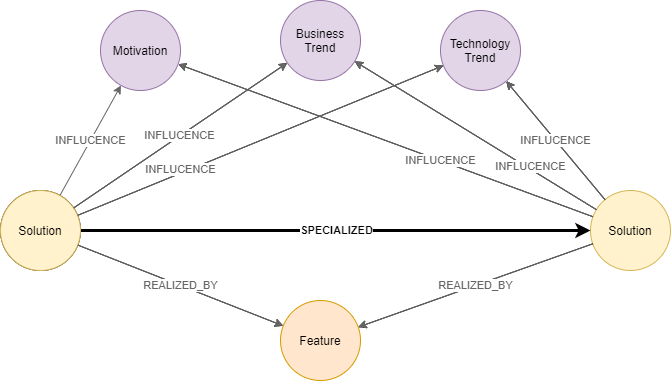 Business
Trend
Motivation
Technology
Trend
INFLUCENCE
INFLUCENCE
INFLUCENCE
INFLUCENCE
INFLUCENCE
INFLUCENCE
Solution
SPECIALIZED
Solution
REALIZED_BY
REALIZED_BY
Feature